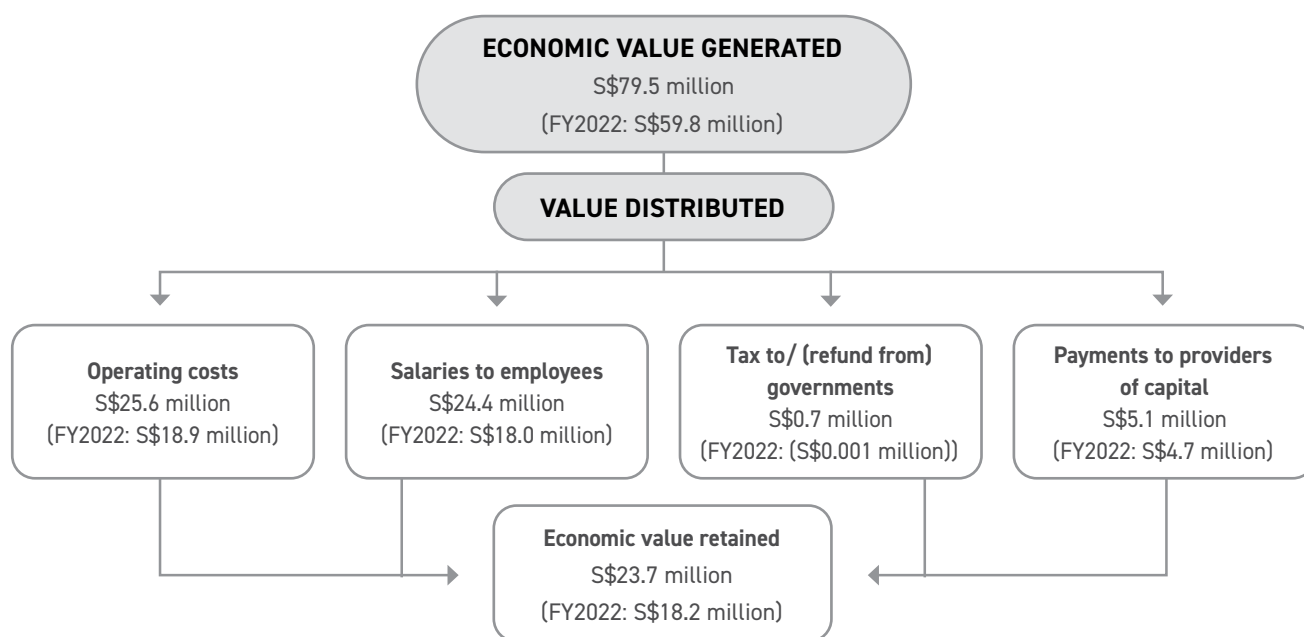 ECONOMIC VALUE GENERATED
S$79.5 million
(FY2022: S$59.8 million)
VALUE DISTRIBUTED
Operating costs
S$25.6 million
(FY2022: S$18.9 million)
Salaries to employees
S$24.4 million
(FY2022: S$18.0 million)
Tax to/ (refund from)
governments
S$0.7 million
(FY2022: (S$0.001 million))
Payments to providers
of capital
S$5.1 million
(FY2022: S$4.7 million)
Economic value retained
S$23.7 million
(FY2022: S$18.2 million)